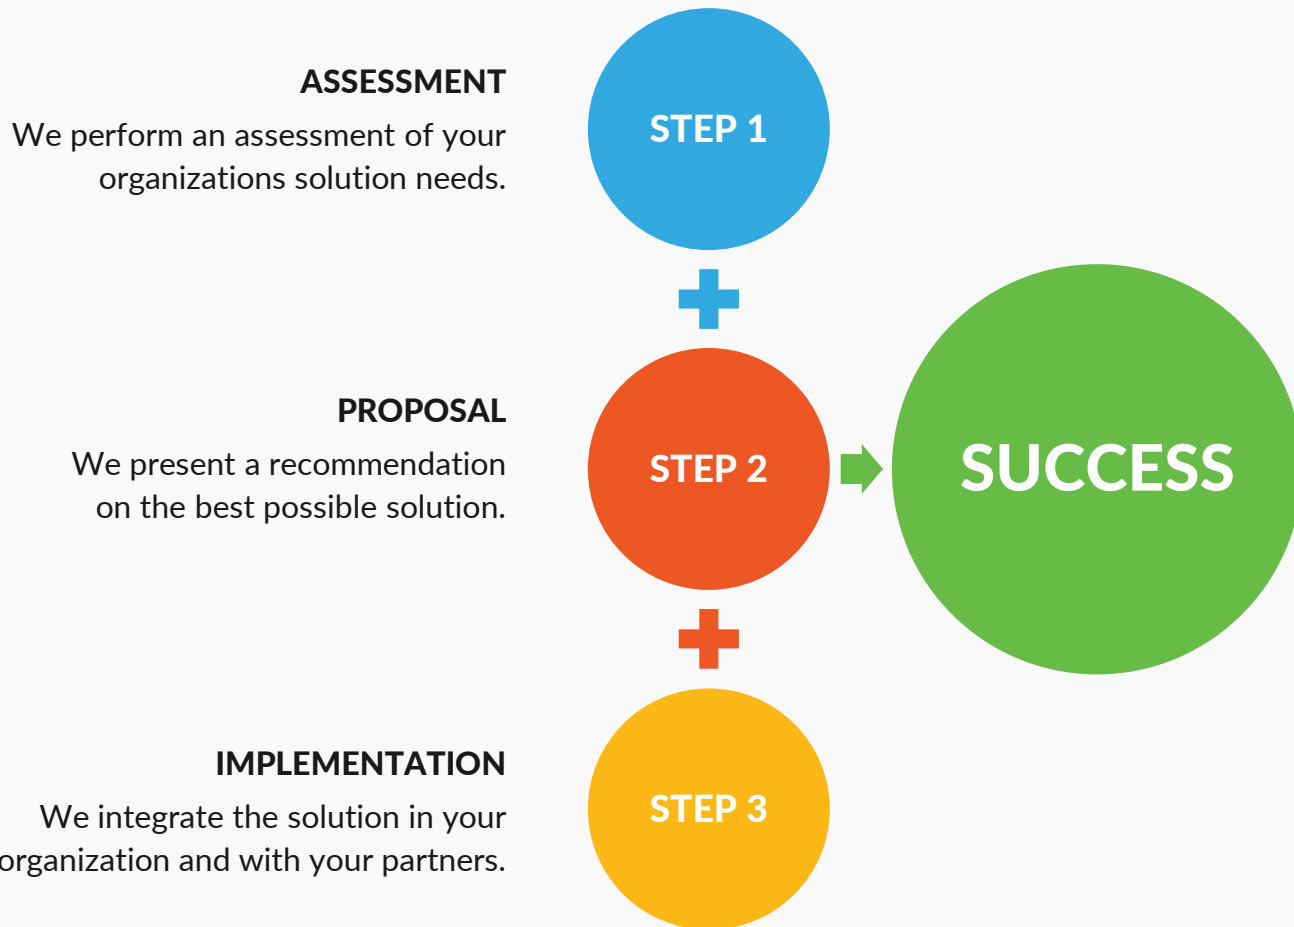 ASSESSMENT
We perform an assessment of your
organizations solution needs.
STEP 1
PROPOSAL
We present a recommendation
on the best possible solution.
STEP 2
SUCCESS
IMPLEMENTATION
We integrate the solution in your
organization and with your partners.
STEP 3